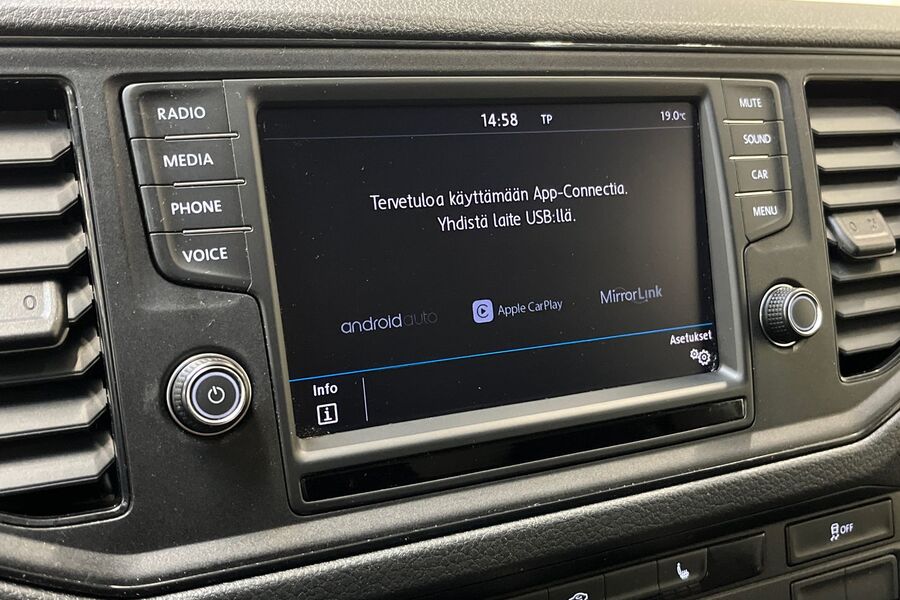 RADIO
MEDIA
PHONE
VOICE
14:58 TP 19.0°C
Tervetuloa käyttämään App-Connectia.
Yhdistä laite USB:llä.
androidauto
Apple CarPlay
MirrorLink
Asetukset
Info
i
MUTE
SOUND
CAR
MENU
OFF